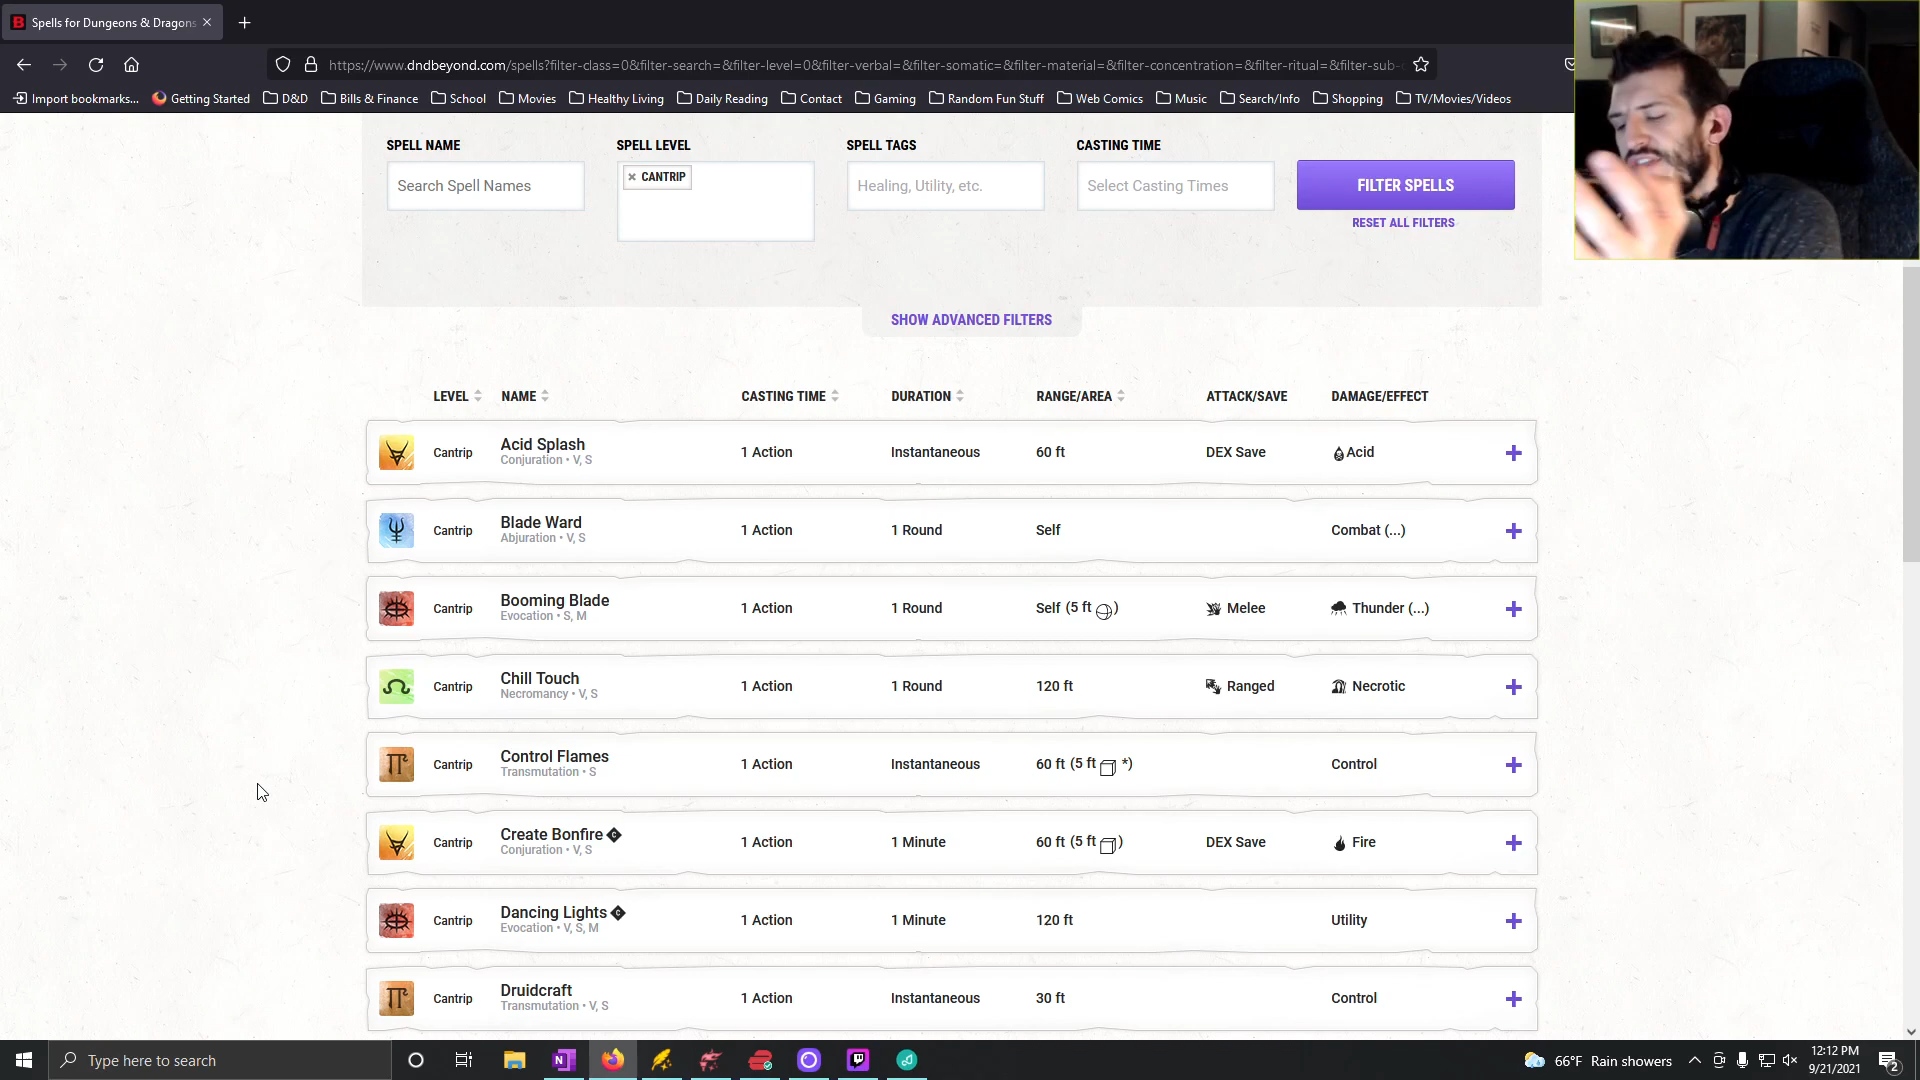 Spells for Dungeons & Dragons
https://www.dndbeyond.com/spells?filter-class=0&filter-search=&filter-level=0&filter-verbal=&filter-somatic=&filter-material=&filter-concentration=&filter-ritual=&filter-sub-
Import bookmarks... Getting Started D&D Bills & Finance School Movies Healthy Living Daily Reading Contact Gaming Random Fun Stuff Web Comics Music Search/Info Shopping TV/Movies/Videos
SPELL NAME SPELL LEVEL SPELL TAGS CASTING TIME
Search Spell Names × CANTRIP Healing, Utility, etc. Select Casting Times FILTER SPELLS
RESET ALL FILTERS
SHOW ADVANCED FILTERS
LEVEL NAME CASTING TIME DURATION RANGE/AREA ATTACK/SAVE DAMAGE/EFFECT
Cantrip Acid Splash 1 Action Instantaneous 60 ft DEX Save Acid
Conjuration • V, S
Cantrip Blade Ward 1 Action 1 Round Self Combat (...)
Abjuration • V, S
Cantrip Booming Blade 1 Action 1 Round Self (5 ft ) Melee Thunder (...)
Evocation • S, M
Cantrip Chill Touch 1 Action 1 Round 120 ft Ranged Necrotic
Necromancy • V, S
Cantrip Control Flames 1 Action Instantaneous 60 ft (5 ft *) Control
Transmutation • S
Cantrip Create Bonfire C 1 Action 1 Minute 60 ft (5 ft ) DEX Save Fire
Conjuration • V, S
Cantrip Dancing Lights C 1 Action 1 Minute 120 ft Utility
Evocation • V, S, M
Cantrip Druidcraft 1 Action Instantaneous 30 ft Control
Transmutation • V, S
Type here to search 66°F Rain showers 12:12 PM
9/21/2021 2